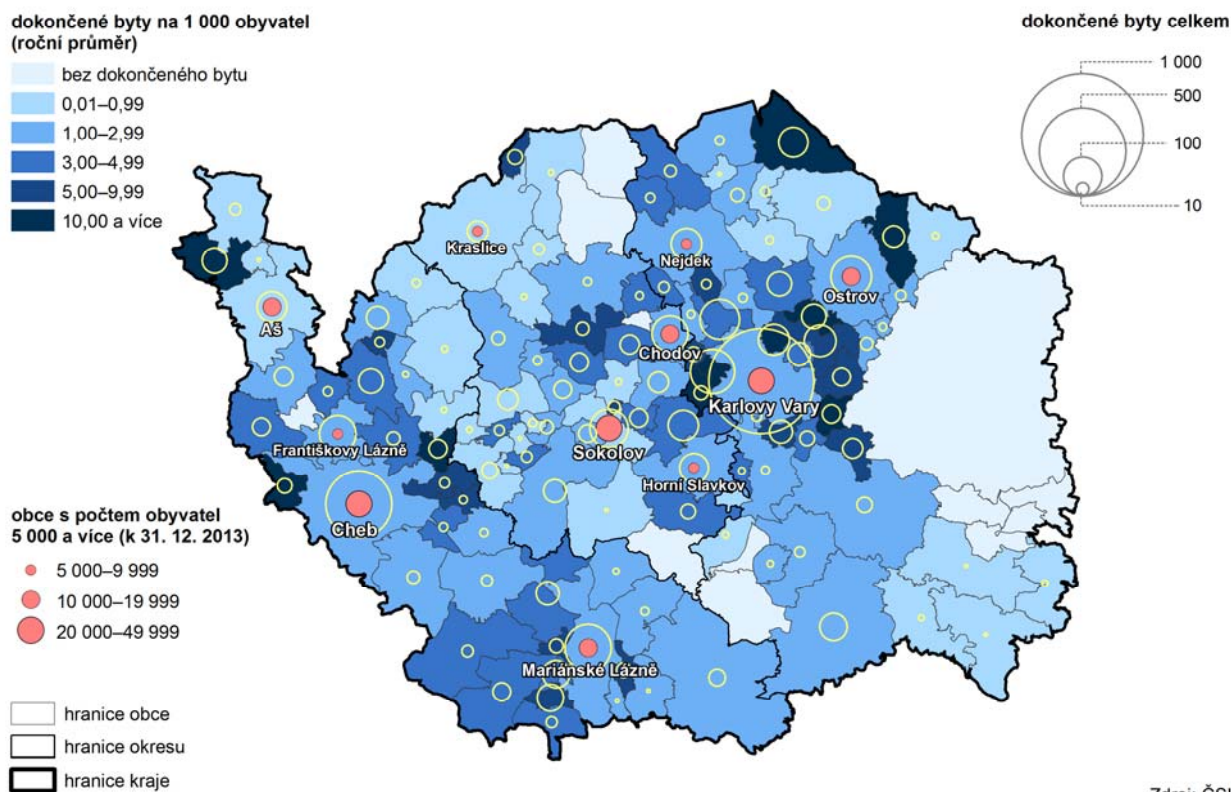 dokončené byty na 1 000 obyvatel
(roční průměr)
bez dokončeného bytu
0,01–0,99
1,00–2,99
3,00–4,99
5,00–9,99
10,00 a více
dokončené byty celkem
1 000
500
100
10
Kraslice
Nejdek
Ostrov
Aš
Chodov
Karlovy Vary
Františkovy Lázně
Sokolov
Horní Slavkov
Cheb
Mariánské Lázně
obce s počtem obyvatel
5 000 a více (k 31. 12. 2013)
5 000–9 999
10 000–19 999
20 000–49 999
hranice obce
hranice okresu
hranice kraje